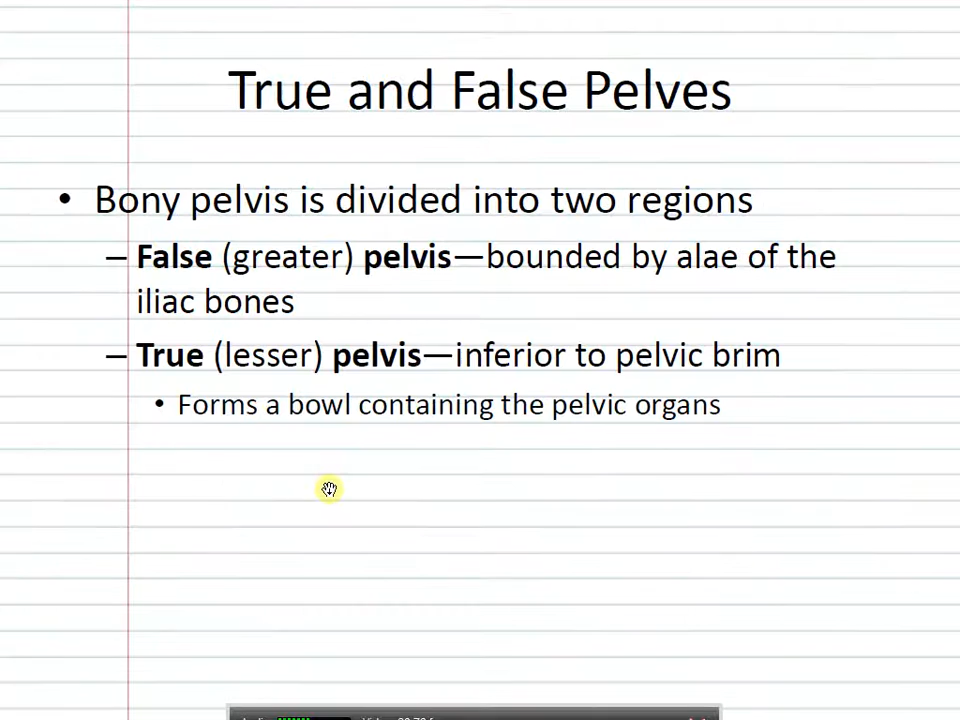 True and False Pelves
• Bony pelvis is divided into two regions
– False (greater) pelvis—bounded by alae of the
iliac bones
– True (lesser) pelvis—inferior to pelvic brim
• Forms a bowl containing the pelvic organs